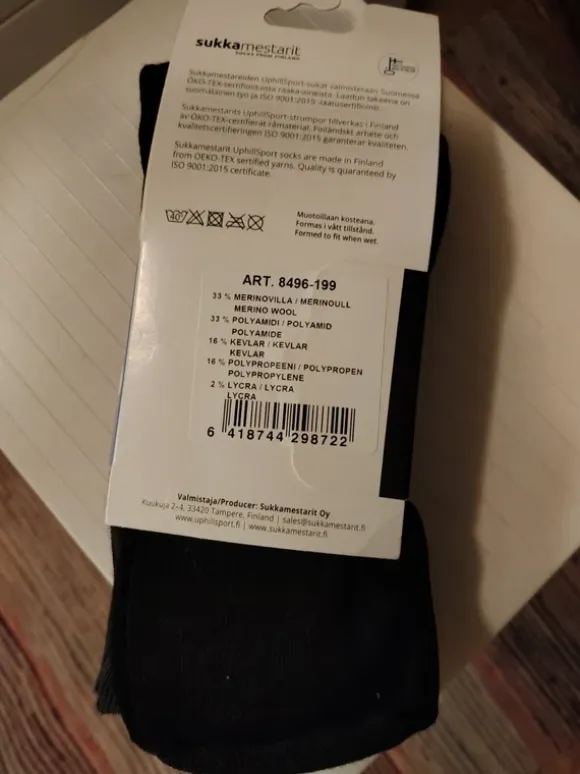 sukkamestarit
SOCKS FROM FINLAND
Sukkamestareiden UphillSport-sukat valmistetaan Suomessa
ÖKO-TEX-sertifioiduista raaka-aineista. Laadun takeena on
suomalainen työ ja ISO 9001:2015 -laatusertifiointi.
Sukkamestarits UphillSport-strumpor tillverkas i Finland
av ÖKO-TEX-certifierat råmaterial. Finländskt arbete och
kvalitetscertifieringen ISO 9001:2015 garanterar kvaliteten.
Sukkamestarit UphillSport socks are made in Finland
from OEKO-TEX sertified yarns. Quality is guaranteed by
ISO 9001:2015 certificate.
40
Muotoillaan kosteana.
Formas i vått tillstånd.
Formed to fit when wet.
ART. 8496-199
33 % MERINOVILLA / MERINOULL
MERINO WOOL
33 % POLYAMIDI / POLYAMID
POLYAMIDE
16 % KEVLAR / KEVLAR
KEVLAR
16 % POLYPROPEENI / POLYPROPEN
POLYPROPYLENE
2 % LYCRA / LYCRA
LYCRA
6 418744 298722
Valmistaja/Producer: Sukkamestarit Oy
Kuukuja 2-4, 33420 Tampere, Finland | sales@sukkamestarit.fi
www.uphillsport.fi | www.sukkamestarit.fi